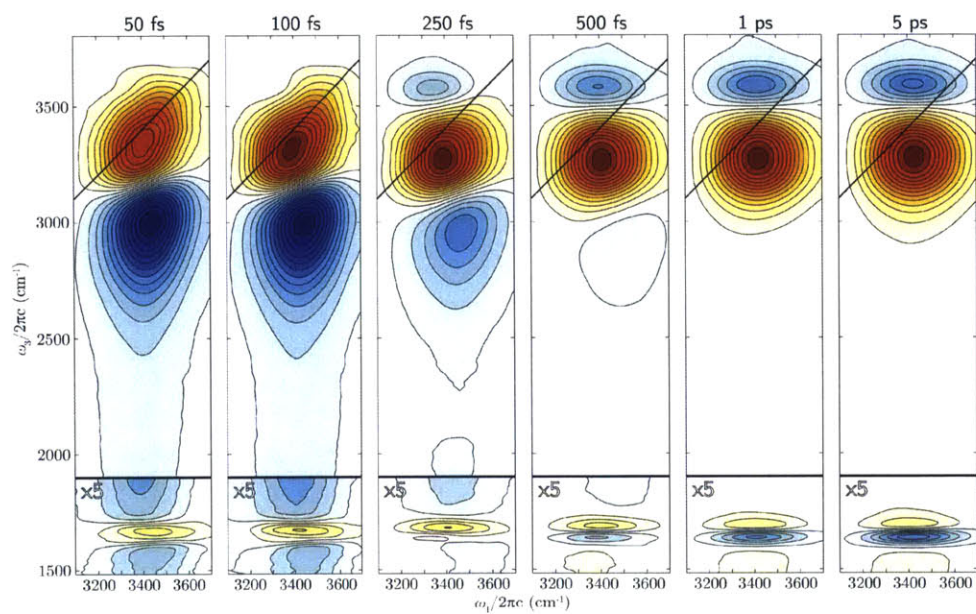 50 fs 100 fs 250 fs 500 fs 1 ps 5 ps
3500
3000
2500
2000
1500
ω₃/2πc (cm⁻¹)
x5 x5 x5 x5 x5 x5
3200 3400 3600 3200 3400 3600 3200 3400 3600 3200 3400 3600 3200 3400 3600 3200 3400 3600
ω₁/2πc (cm⁻¹)